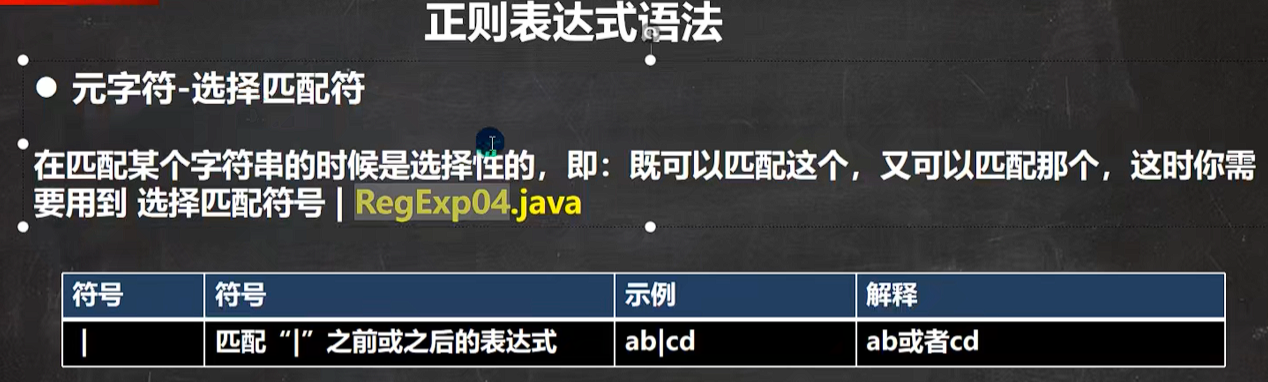 正则表达式语法
● 元字符-选择匹配符
在匹配某个字符串的时候是选择性的，即：既可以匹配这个，又可以匹配那个，这时你需
要用到 选择匹配符号 | RegExp04.java
符号 符号 示例 解释
| 匹配“|”之前或之后的表达式 ab|cd ab或者cd